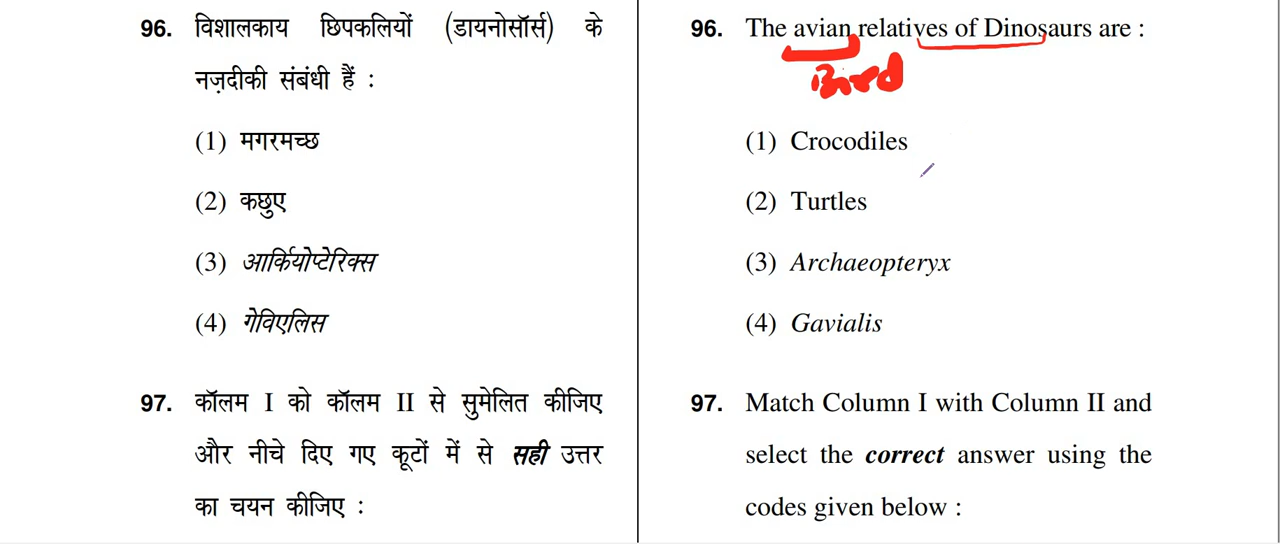 96. विशालकाय छिपकलियों (डायनोसॉर्स) के
नज़दीकी संबंधी हैं :
(1) मगरमच्छ
(2) कछुए
(3) आर्कियोप्टेरिक्स
(4) गेविएलिस
97. कॉलम I को कॉलम II से सुमेलित कीजिए
और नीचे दिए गए कूटों में से सही उत्तर
का चयन कीजिए :
96. The avian relatives of Dinosaurs are :
Bird
(1) Crocodiles
(2) Turtles
(3) Archaeopteryx
(4) Gavialis
97. Match Column I with Column II and
select the correct answer using the
codes given below :